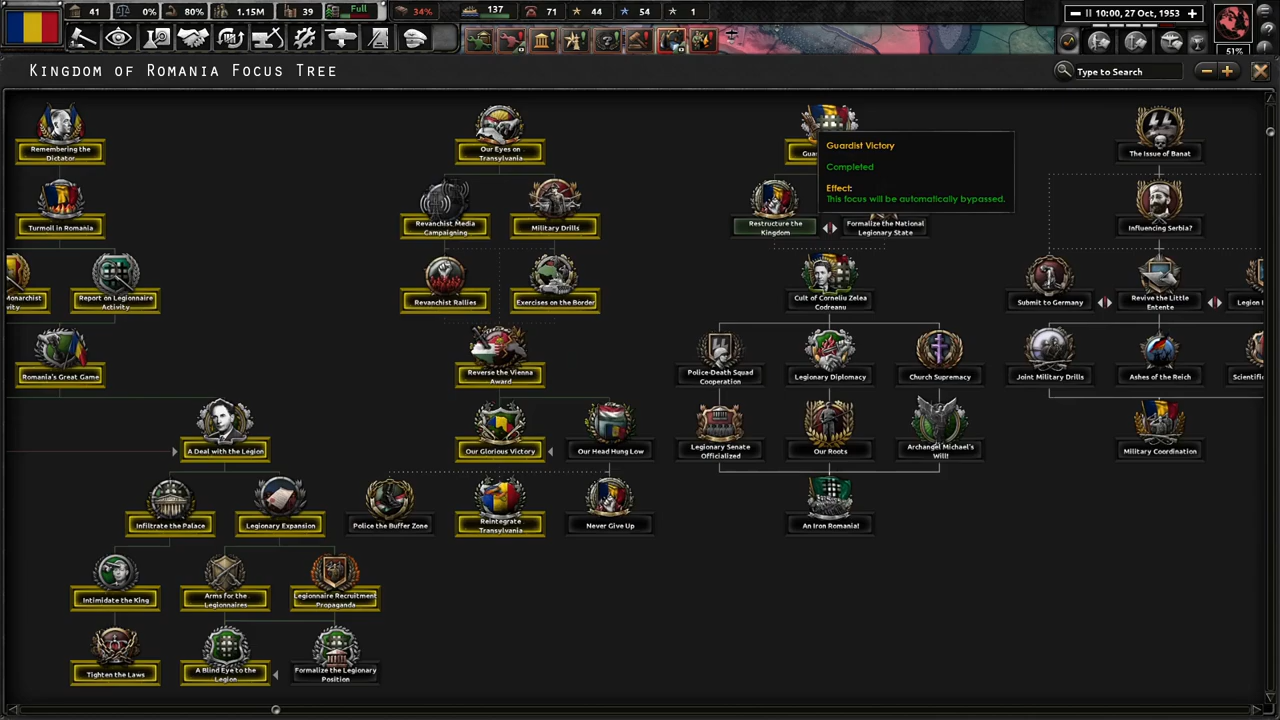 41 0% 80% 1.15M 39 Full 34% 137 71 44 54 1 10:00, 27 Oct, 1953
51%
Kingdom of Romania Focus Tree
Type to Search
Remembering the
Dictator
Our Eyes on
Transylvania
Guardist Victory
Completed
Effect:
This focus will be automatically bypassed.
The Issue of Banat
Turmoil in Romania
Revanchist Media
Campaigning
Military Drills
Restructure the
Kingdom
Formalize the National
Legionary State
Influencing Serbia?
Report on Legionnaire
Activity
Revanchist Rallies
Exercises on the Border
Cult of Corneliu Zelea
Codreanu
Submit to Germany
Revive the Little
Entente
Romania's Great Game
Reverse the Vienna
Award
Police-Death Squad
Cooperation
Legionary Diplomacy
Church Supremacy
Joint Military Drills
Ashes of the Reich
A Deal with the Legion
Our Glorious Victory
Our Head Hung Low
Legionary Senate
Officialized
Our Roots
Archangel Michael's
Will!
Military Coordination
Infiltrate the Palace
Legionary Expansion
Police the Buffer Zone
Reintegrate
Transylvania
Never Give Up
An Iron Romania!
Intimidate the King
Arms for the
Legionnaires
Legionnaire Recruitment
Propaganda
Tighten the Laws
A Blind Eye to the
Legion
Formalize the Legionary
Position